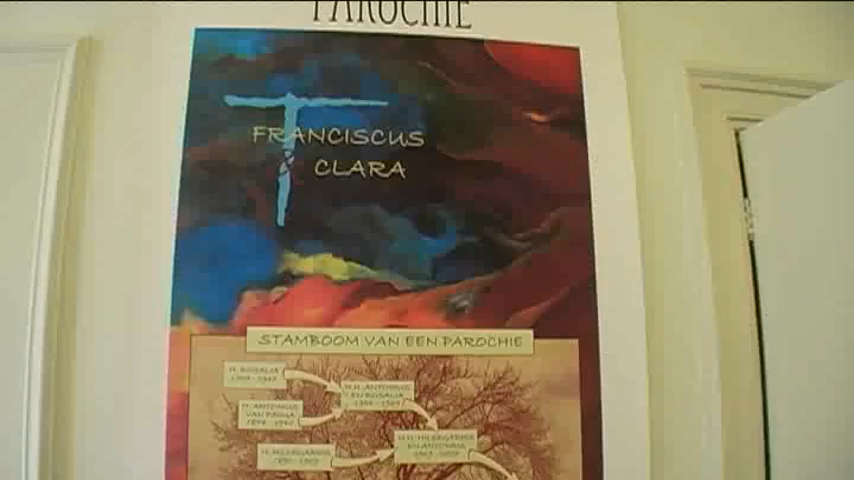 PAROCHIE
FRANCISCUS
&
CLARA
STAMBOOM VAN EEN PAROCHIE
H. ROSALIA
H.H. ANTONIUS
EN ROSALIA
H. ANTONIUS
VAN PADUA
H.H. HILDEGARDIS
EN ANTONIUS
H. HILDEGARDIS